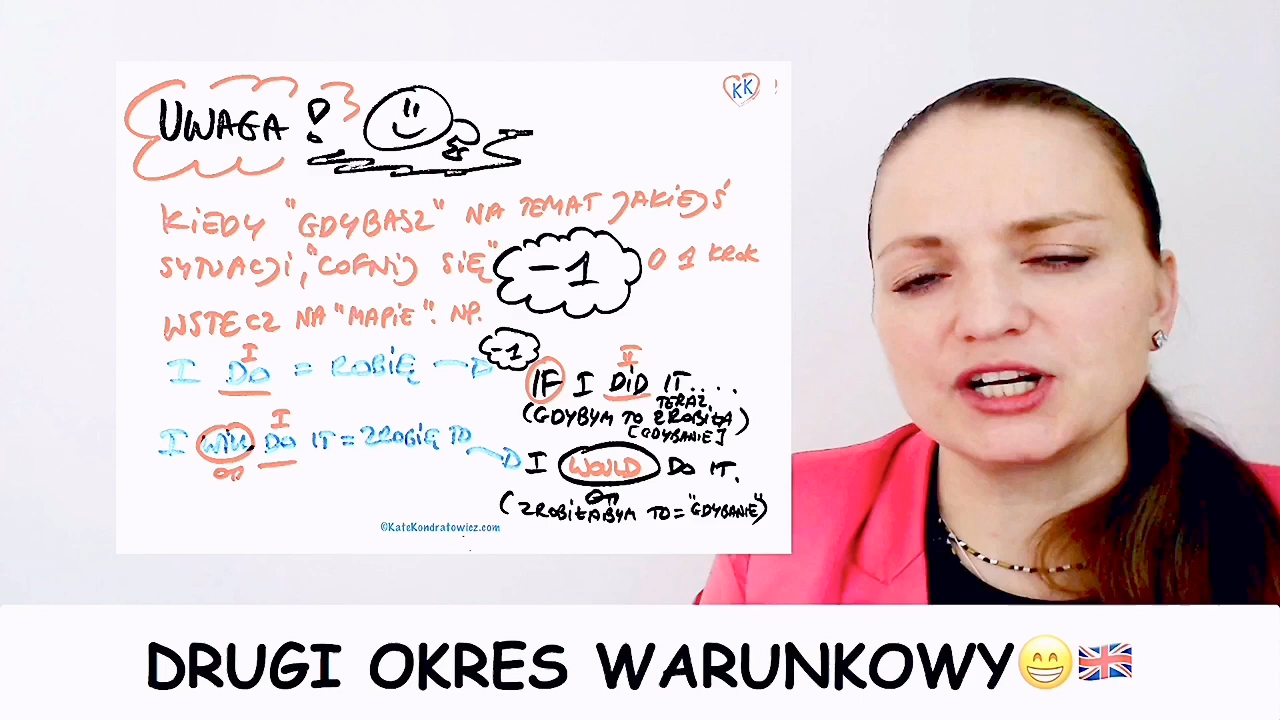 UWAGA!
KK
KIEDY "GDYBASZ" NA TEMAT JAKIEJŚ
SYTUACJI, "COFNIJ SIĘ" -1 O 1 KROK
WSTECZ NA "MAPIE". NP.
I
I DO = ROBIĘ → -1
II
IF I DID IT....
TERAZ
(GDYBYM TO ZROBIŁA)
[GDYBANIE]
I
I WILL DO IT = ZROBIĘ TO →
I WOULD DO IT.
(ZROBIŁABYM TO = "GDYBANIE")
©KateKondratowicz.com
DRUGI OKRES WARUNKOWY😁🇬🇧